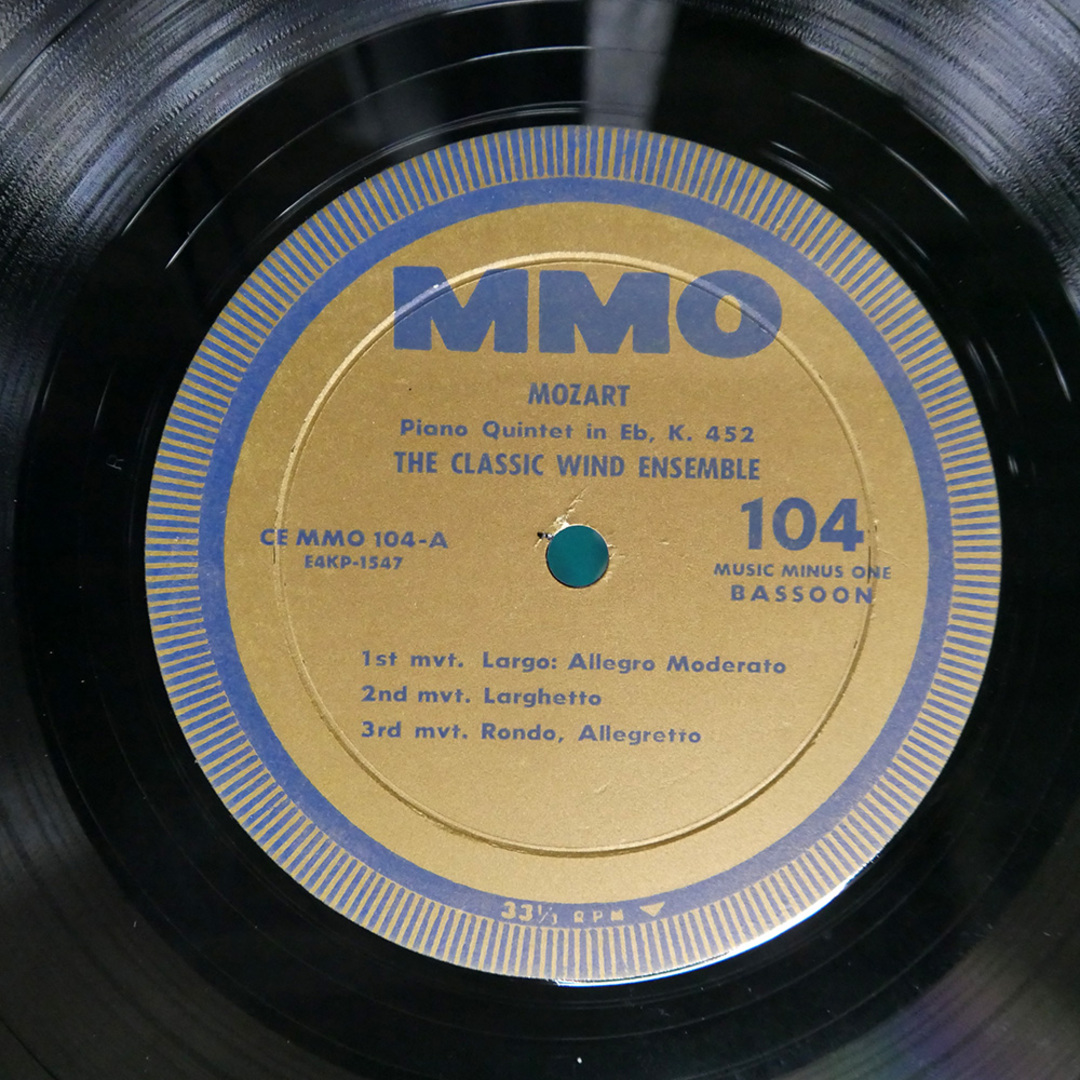 MMO
MOZART
Piano Quintet in Eb, K. 452
THE CLASSIC WIND ENSEMBLE
CE MMO 104-A
E4KP-1547
104
MUSIC MINUS ONE
BASSOON
1st mvt. Largo: Allegro Moderato
2nd mvt. Larghetto
3rd mvt. Rondo, Allegretto
33⅓ RPM
R